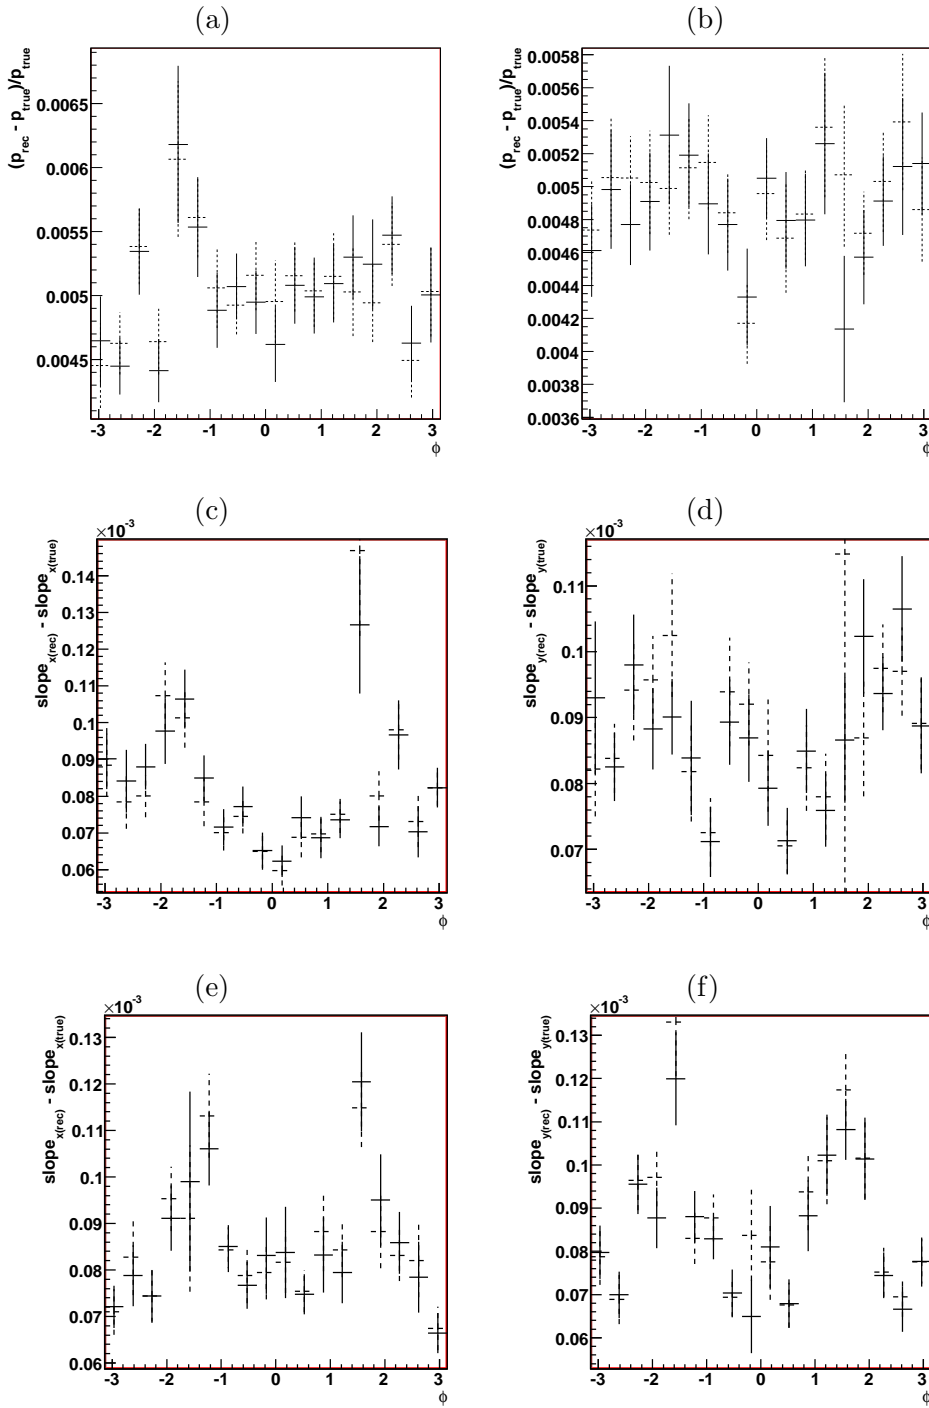 (a)
(p_rec - p_true)/p_true
0.0065
0.006
0.0055
0.005
0.0045
-3 -2 -1 0 1 2 3
ϕ
(b)
(p_rec - p_true)/p_true
0.0058
0.0056
0.0054
0.0052
0.005
0.0048
0.0046
0.0044
0.0042
0.004
0.0038
0.0036
-3 -2 -1 0 1 2 3
ϕ
(c)
×10^-3
slope_x(rec) - slope_x(true)
0.14
0.13
0.12
0.11
0.1
0.09
0.08
0.07
0.06
-3 -2 -1 0 1 2 3
ϕ
(d)
slope_y(rec) - slope_y(true)
0.11
0.1
0.09
0.08
0.07
-3 -2 -1 0 1 2 3
ϕ
(e)
×10^-3
slope_x(rec) - slope_x(true)
0.13
0.12
0.11
0.1
0.09
0.08
0.07
0.06
-3 -2 -1 0 1 2 3
ϕ
(f)
×10^-3
slope_y(rec) - slope_y(true)
0.13
0.12
0.11
0.1
0.09
0.08
0.07
0.06
-3 -2 -1 0 1 2 3
ϕ
×10^-3